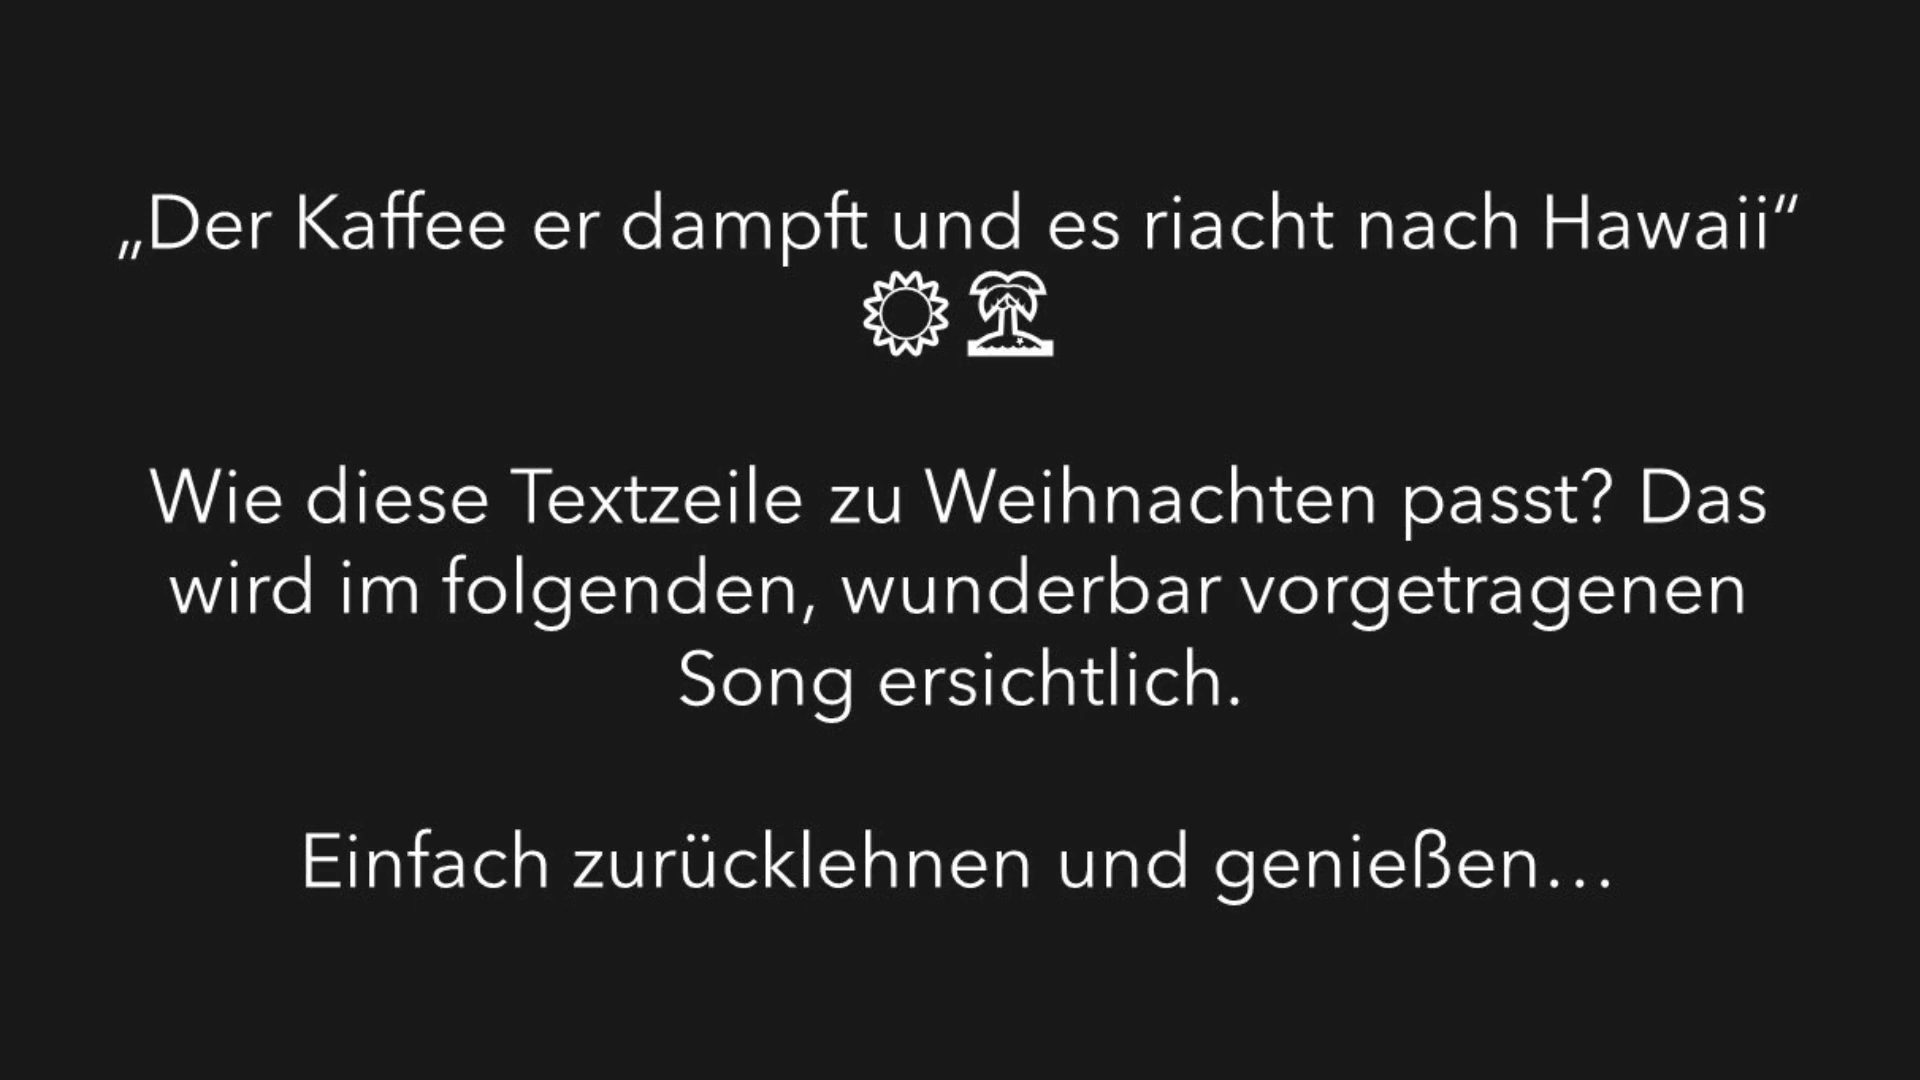 „Der Kaffee er dampft und es riacht nach Hawaii“
Wie diese Textzeile zu Weihnachten passt? Das
wird im folgenden, wunderbar vorgetragenen
Song ersichtlich.
Einfach zurücklehnen und genießen…